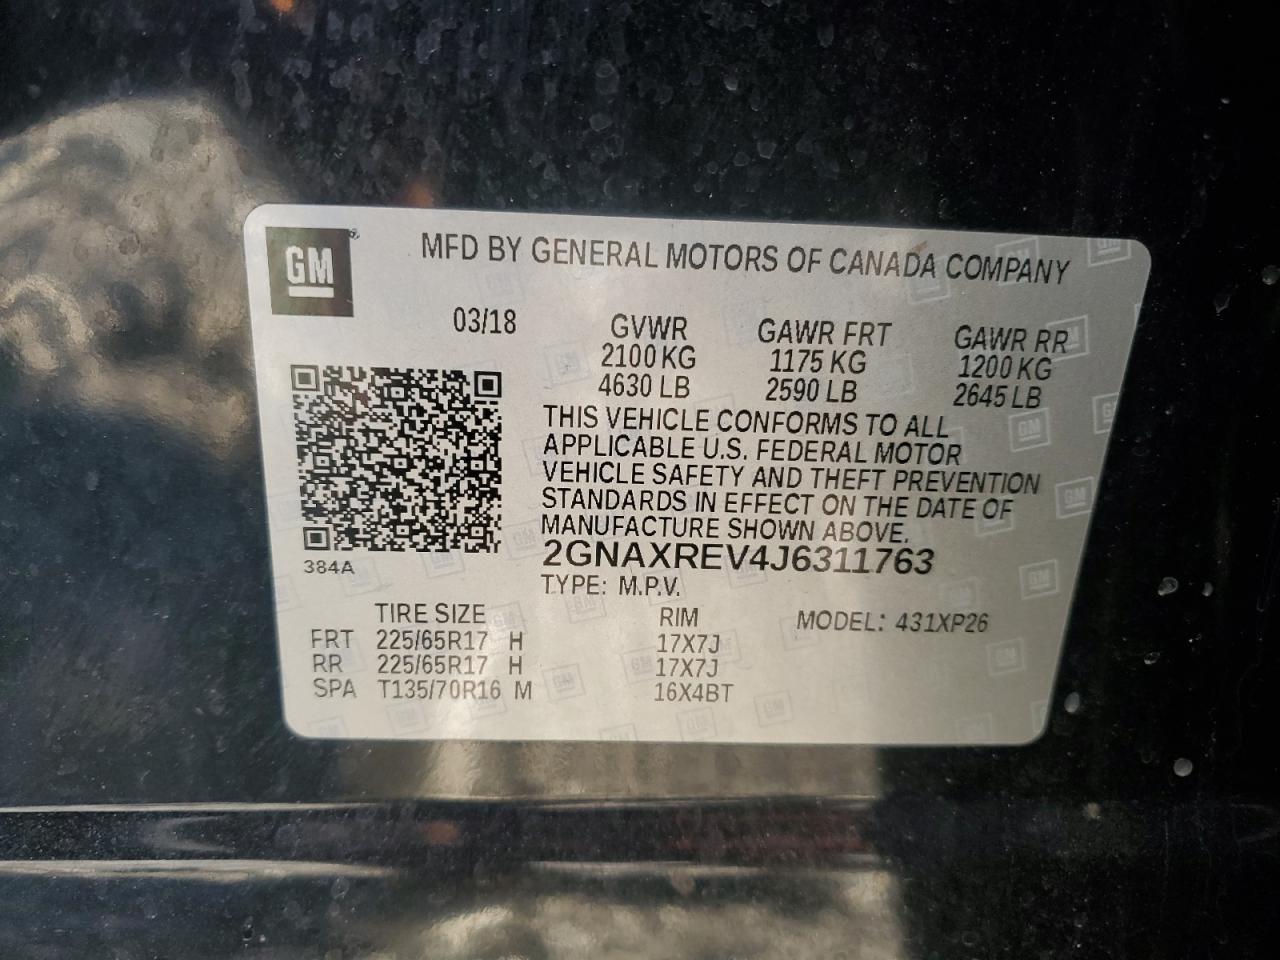 GM®
MFD BY GENERAL MOTORS OF CANADA COMPANY
03/18 GVWR GAWR FRT GAWR RR
2100 KG 1175 KG 1200 KG
4630 LB 2590 LB 2645 LB
THIS VEHICLE CONFORMS TO ALL
APPLICABLE U.S. FEDERAL MOTOR
VEHICLE SAFETY AND THEFT PREVENTION
STANDARDS IN EFFECT ON THE DATE OF
MANUFACTURE SHOWN ABOVE.
2GNAXREV4J6311763
384A
TYPE: M.P.V.
TIRE SIZE RIM MODEL: 431XP26
FRT 225/65R17 H 17X7J
RR 225/65R17 H 17X7J
SPA T135/70R16 M 16X4BT